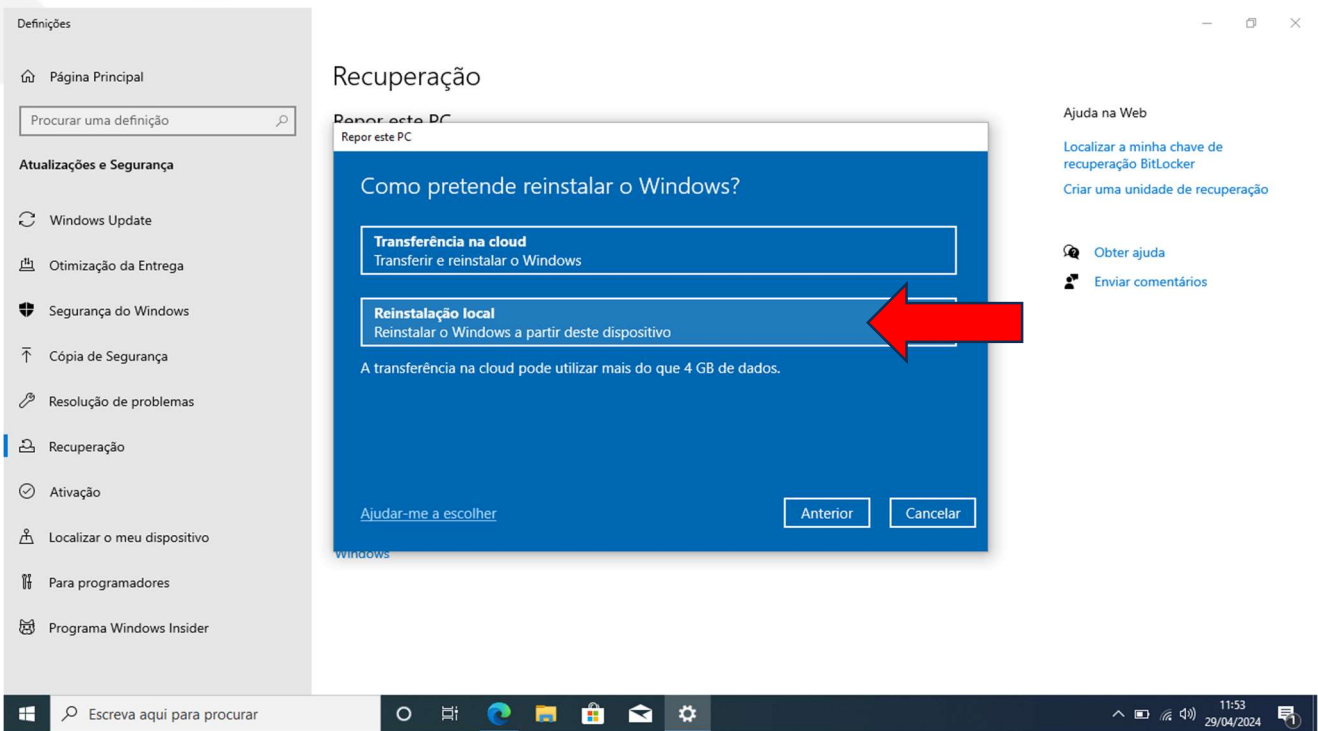 Definições
Página Principal
Procurar uma definição
Atualizações e Segurança
Windows Update
Otimização da Entrega
Segurança do Windows
Cópia de Segurança
Resolução de problemas
Recuperação
Ativação
Localizar o meu dispositivo
Para programadores
Programa Windows Insider
Recuperação
Repor este PC
Repor este PC
Como pretende reinstalar o Windows?
Transferência na cloud
Transferir e reinstalar o Windows
Reinstalação local
Reinstalar o Windows a partir deste dispositivo
A transferência na cloud pode utilizar mais do que 4 GB de dados.
Ajudar-me a escolher
Anterior
Cancelar
Windows
Ajuda na Web
Localizar a minha chave de
recuperação BitLocker
Criar uma unidade de recuperação
Obter ajuda
Enviar comentários
Escreva aqui para procurar
11:53
29/04/2024
1